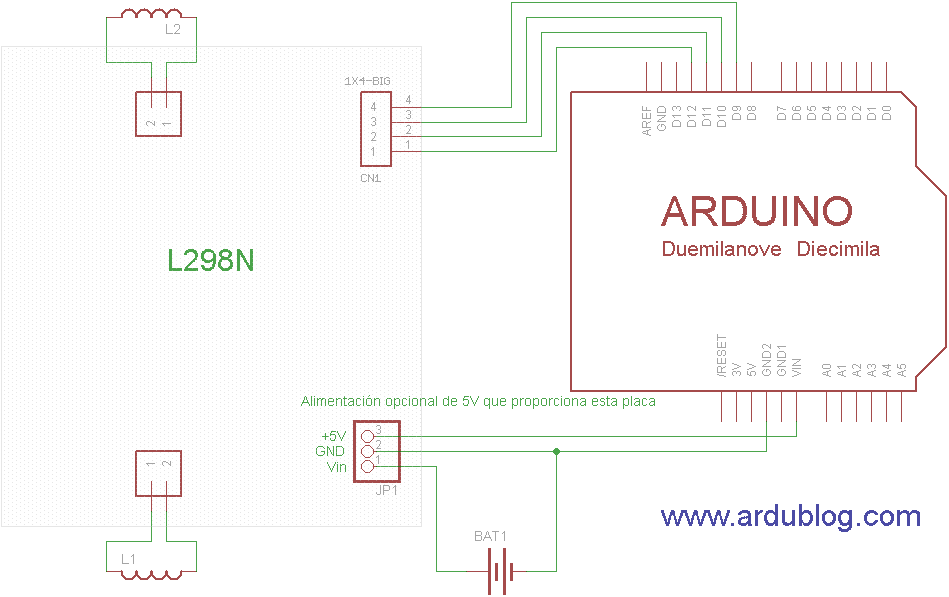 L2
2 1
1X4-BIG
4 4
3 3
2 2
1 1
CN1
AREF GND D13 D12 D11 D10 D9 D8 D7 D6 D5 D4 D3 D2 D1 D0
ARDUINO
Duemilanove Diecimila
L298N
/RESET 3V 5V GND2 GND1 VIN A0 A1 A2 A3 A4 A5
Alimentación opcional de 5V que proporciona esta placa
+5V 3
GND 2
Vin 1
JP1
1 2
L1
BAT1
www.ardublog.com